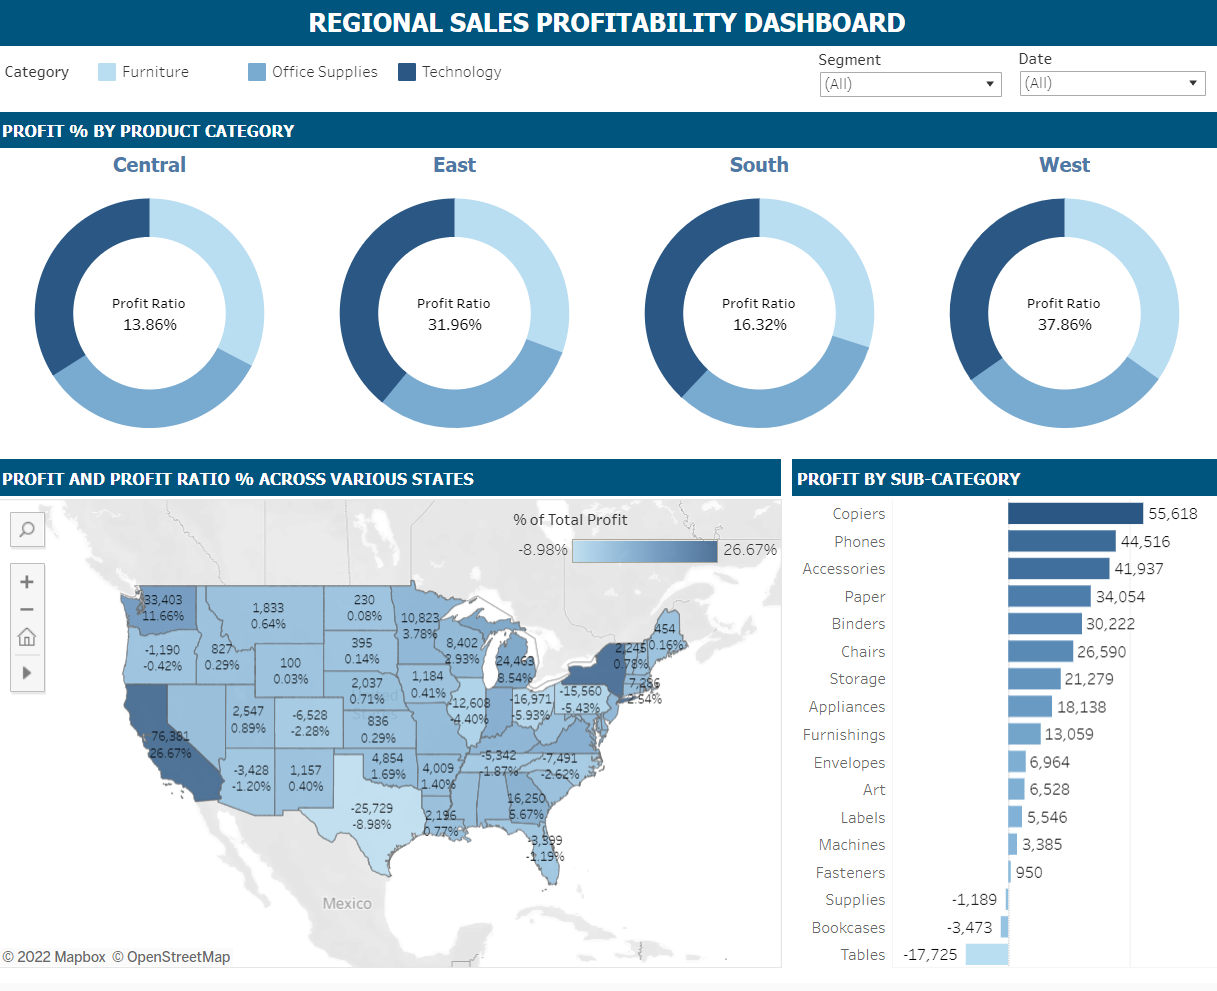 REGIONAL SALES PROFITABILITY DASHBOARD
Category
Furniture
Office Supplies
Technology
Segment
(All)
Date
(All)
PROFIT % BY PRODUCT CATEGORY
Central
East
South
West
Profit Ratio
13.86%
Profit Ratio
31.96%
Profit Ratio
16.32%
Profit Ratio
37.86%
PROFIT AND PROFIT RATIO % ACROSS VARIOUS STATES
% of Total Profit
-8.98%
26.67%
33,403
11.66%
1,833
0.64%
230
0.08%
10,823
3.78%
-1,190
-0.42%
827
0.29%
395
0.14%
8,402
2.93%
24,463
8.54%
2,245
0.78%
454
0.16%
100
0.03%
2,037
0.71%
1,184
0.41%
7,286
2.54%
-15,560
-5.43%
-16,971
-5.93%
-12,608
-4.40%
2,547
0.89%
-6,528
-2.28%
836
0.29%
76,381
26.67%
-3,428
-1.20%
1,157
0.40%
4,854
1.69%
4,009
1.40%
-5,342
-1.87%
-7,491
-2.62%
-25,729
-8.98%
2,196
0.77%
16,250
5.67%
-3,399
-1.19%
Mexico
© 2022 Mapbox © OpenStreetMap
PROFIT BY SUB-CATEGORY
Copiers 55,618
Phones 44,516
Accessories 41,937
Paper 34,054
Binders 30,222
Chairs 26,590
Storage 21,279
Appliances 18,138
Furnishings 13,059
Envelopes 6,964
Art 6,528
Labels 5,546
Machines 3,385
Fasteners 950
Supplies -1,189
Bookcases -3,473
Tables -17,725